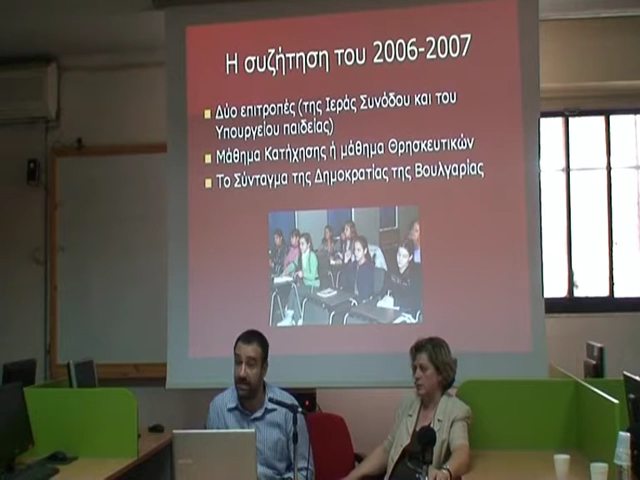 Η συζήτηση του 2006-2007
Δύο επιτροπές (της Ιεράς Συνόδου και του
Υπουργείου παιδείας)
Μάθημα Κατήχησης ή μάθημα Θρησκευτικών
Το Σύνταγμα της Δημοκρατίας της Βουλγαρίας